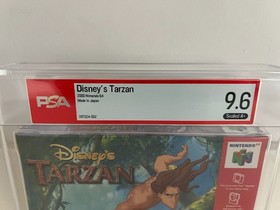 PSA
Disney's Tarzan
2000 Nintendo 64
Made in Japan
9.6
Sealed A+
Disney's
TARZAN
NINTENDO 64